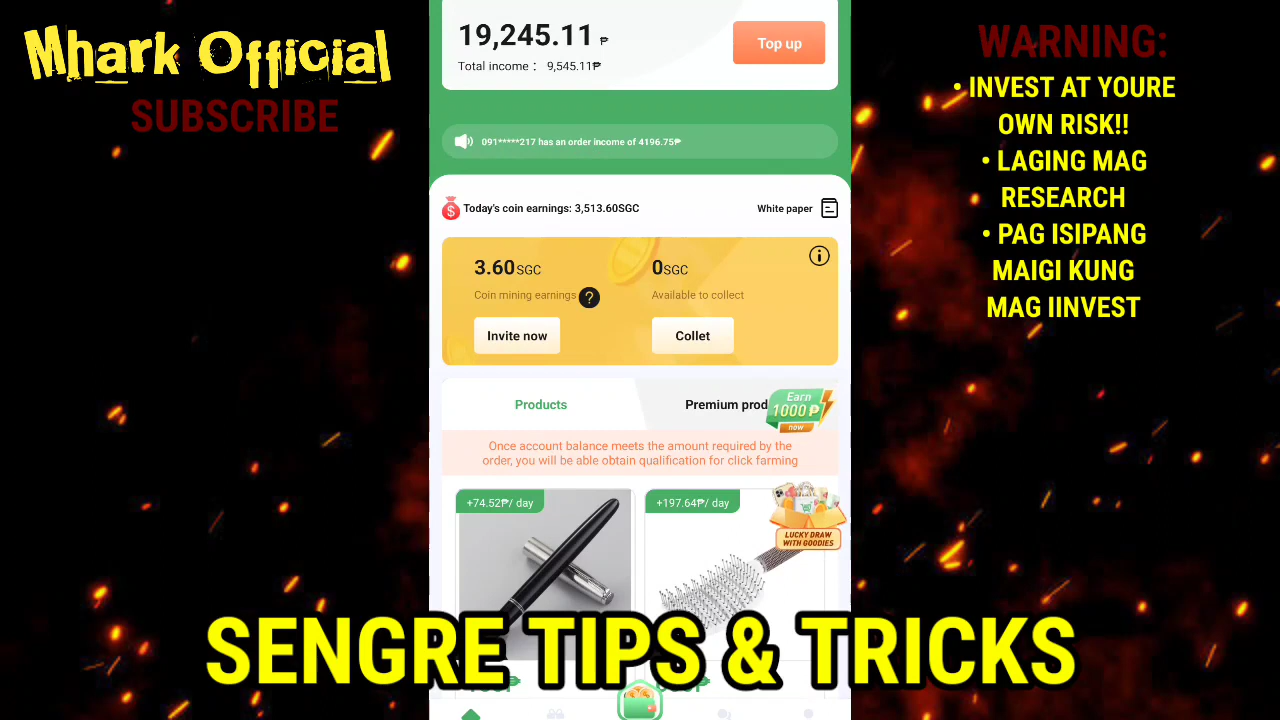 Mhark Official
SUBSCRIBE
19,245.11 ₱
Total income： 9,545.11₱
Top up
091*****217 has an order income of 4196.75₱
Today's coin earnings: 3,513.60SGC
White paper
3.60SGC
0SGC
Coin mining earnings ?
Available to collect
Invite now
Collet
Products
Premium prod
Earn
1000 ₱
now
Once account balance meets the amount required by the
order, you will be able obtain qualification for click farming
+74.52₱/ day
+197.64₱/ day
LUCKY DRAW
WITH GOODIES
WARNING:
• INVEST AT YOURE
OWN RISK!!
• LAGING MAG
RESEARCH
• PAG ISIPANG
MAIGI KUNG
MAG IINVEST
SENGRE TIPS & TRICKS